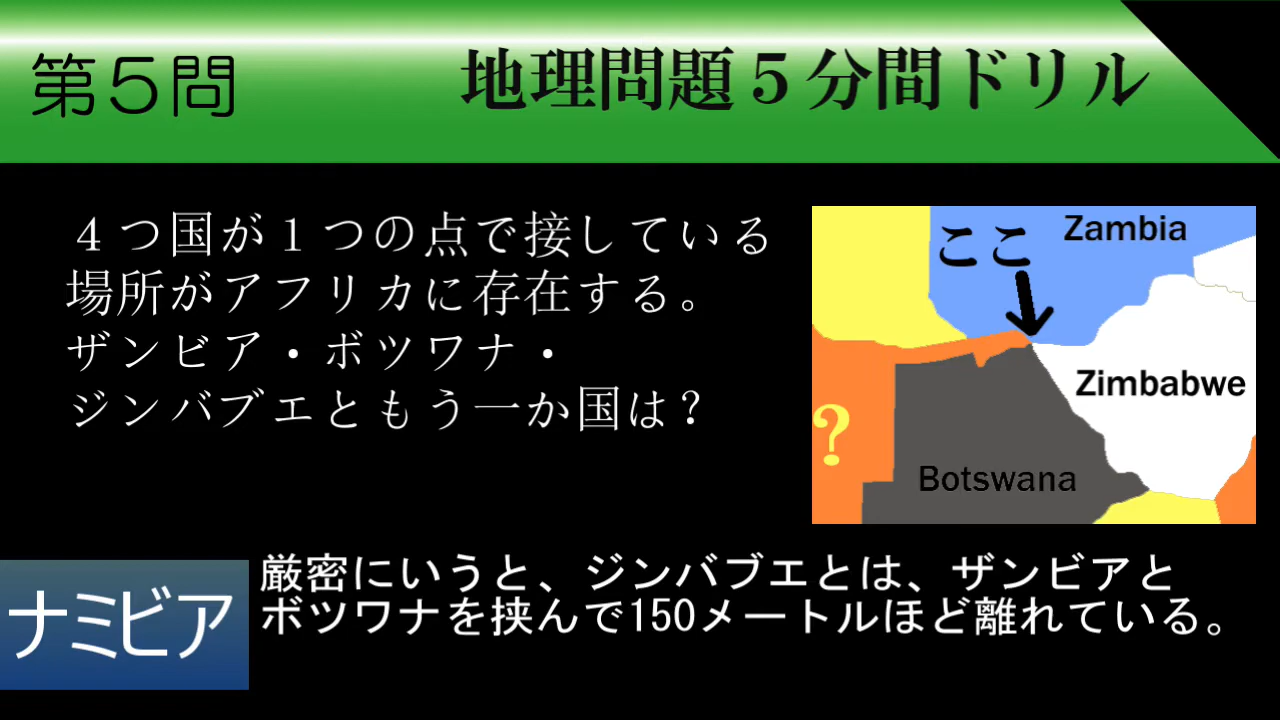 第５問
地理問題５分間ドリル
４つ国が１つの点で接している
場所がアフリカに存在する。
ザンビア・ボツワナ・
ジンバブエともう一か国は？
ここ
Zambia
Zimbabwe
？
Botswana
ナミビア
厳密にいうと、ジンバブエとは、ザンビアと
ボツワナを挟んで150メートルほど離れている。